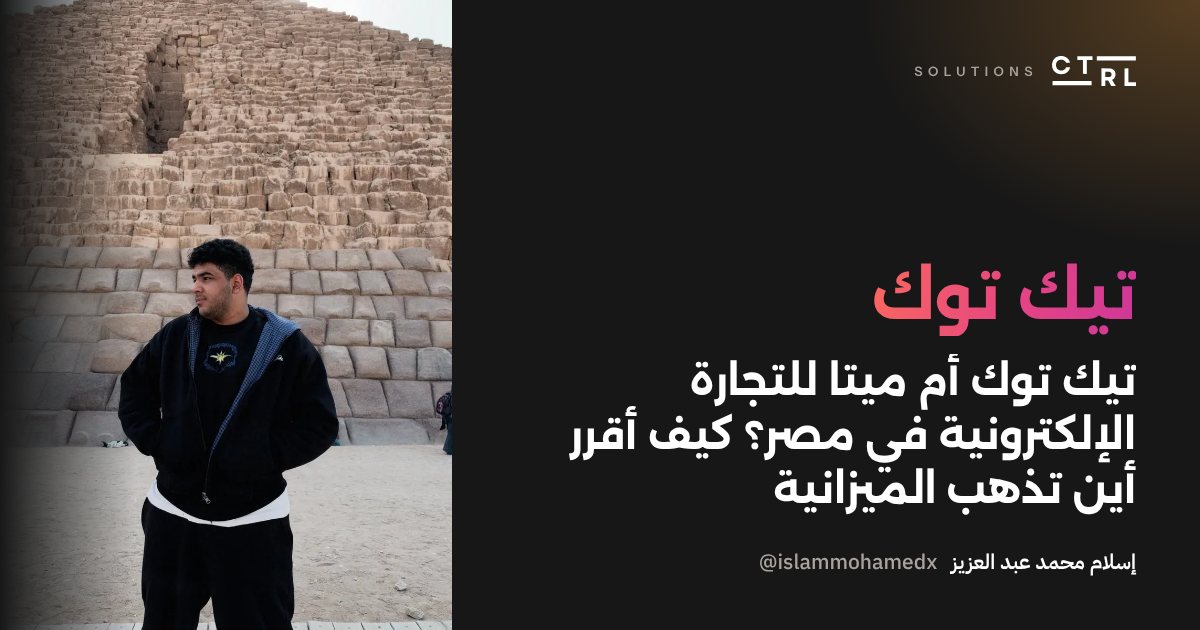 SOLUTIONS CTRL
تيك توك
تيك توك أم ميتا للتجارة
الإلكترونية في مصر؟ كيف أقرر
أين تذهب الميزانية
إسلام محمد عبد العزيز @islammohamedx